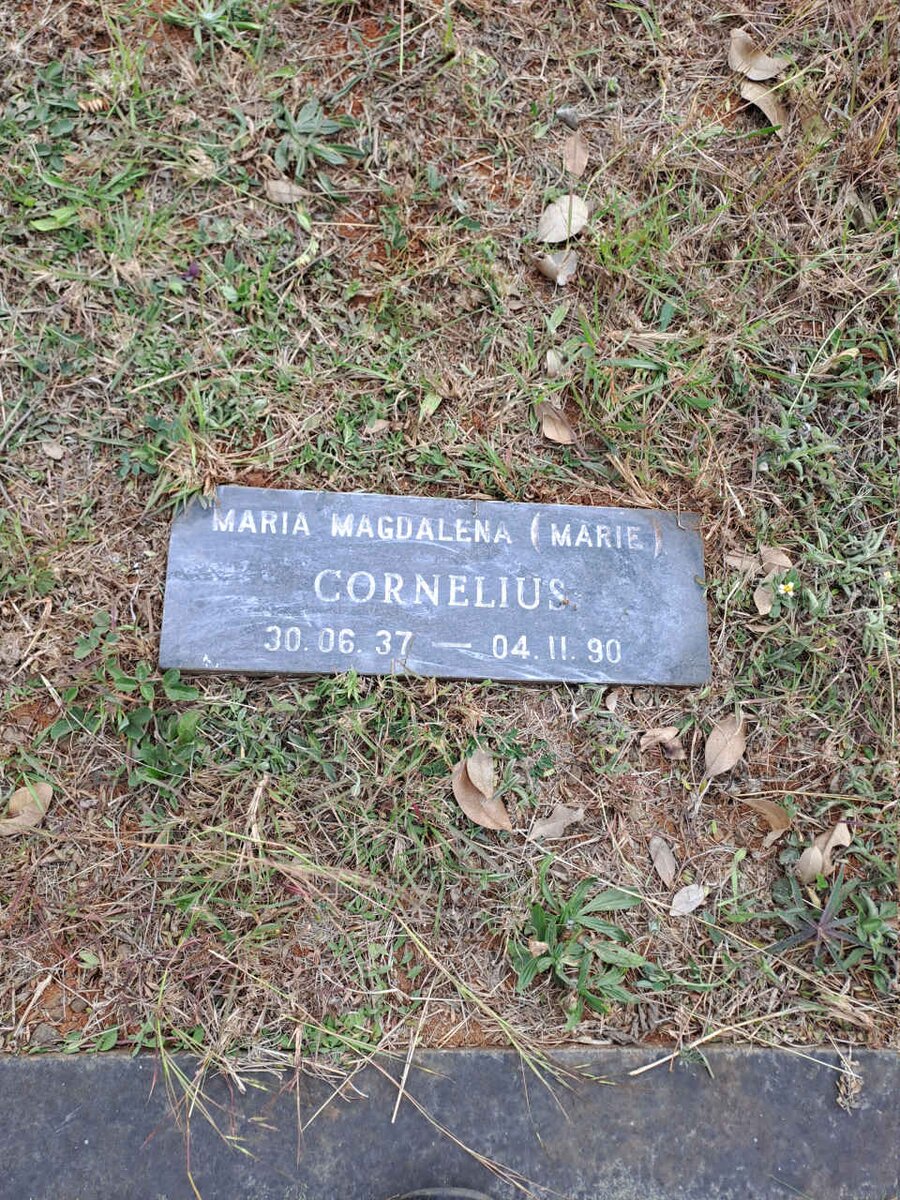 MARIA MAGDALENA (MARIE)
CORNELIUS
30.06.37 — 04.11.90